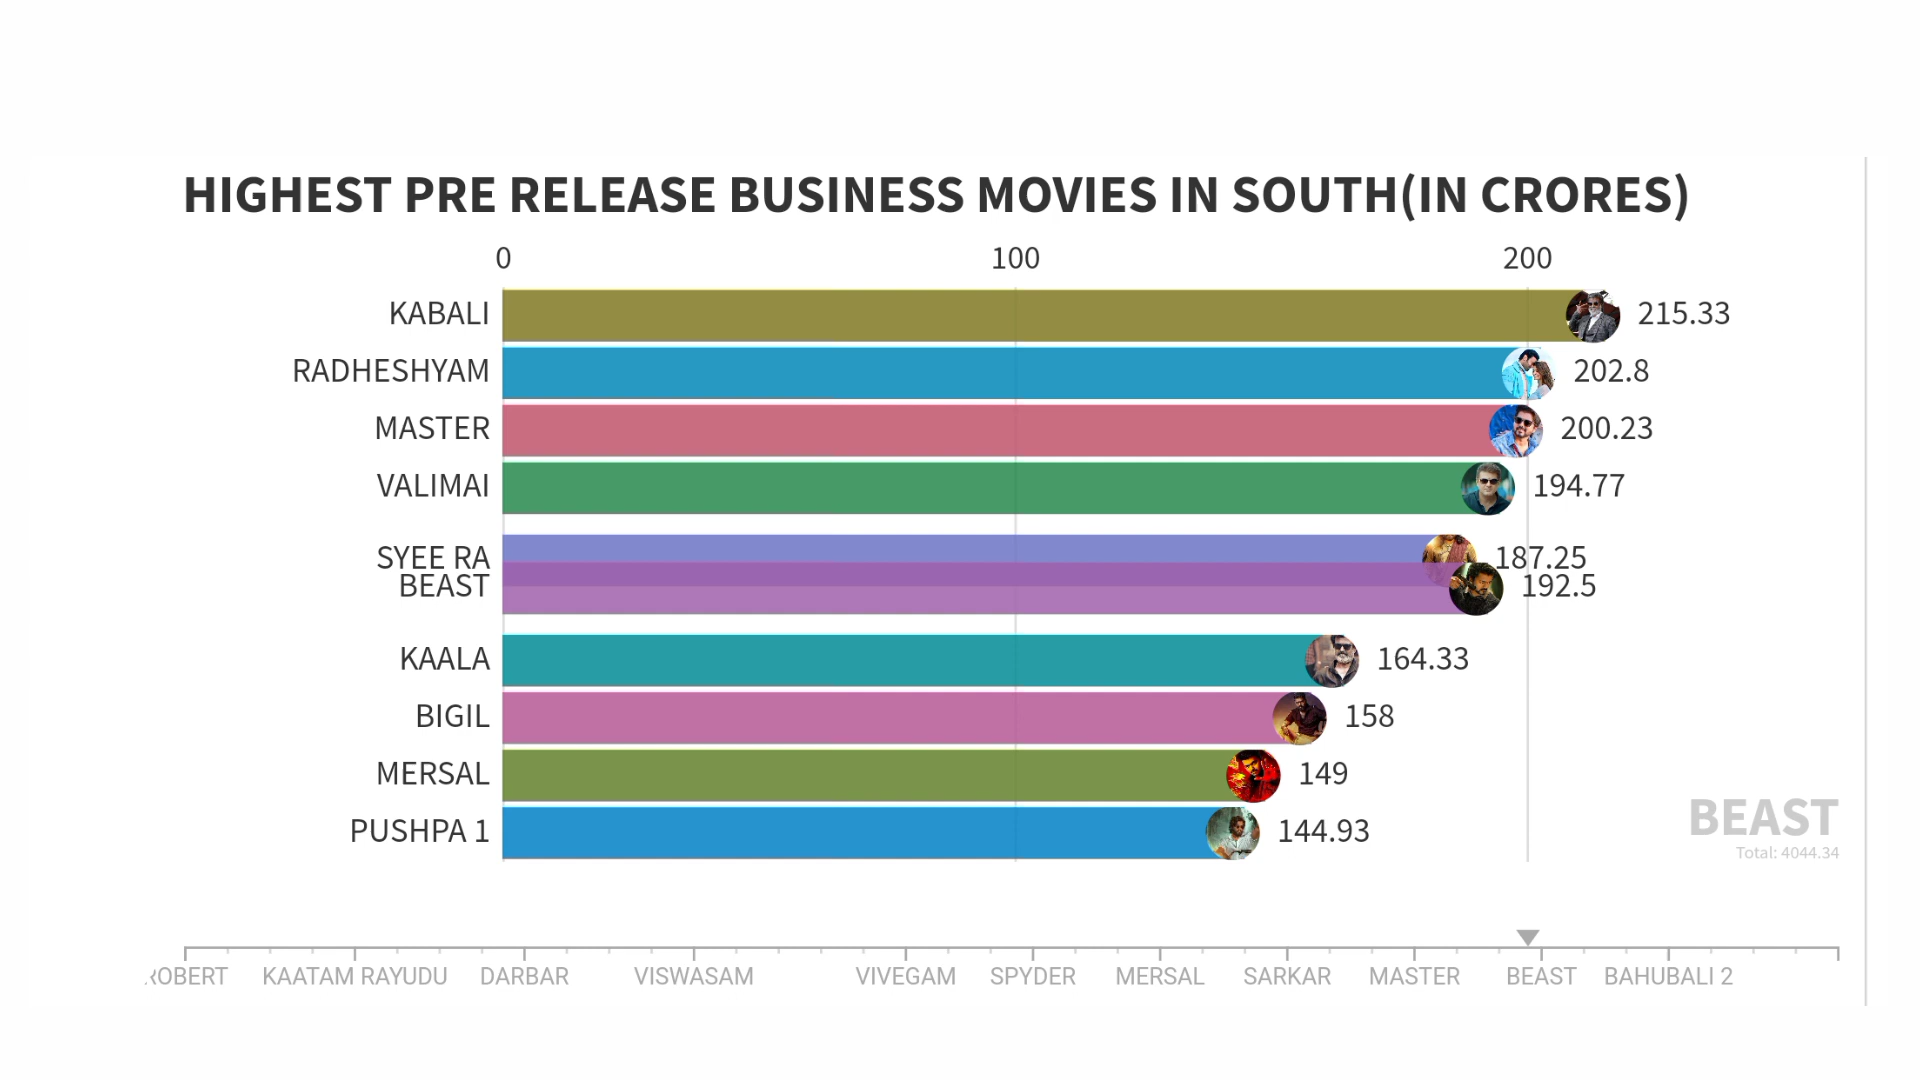 HIGHEST PRE RELEASE BUSINESS MOVIES IN SOUTH(IN CRORES)
0 100 200
KABALI 215.33
RADHESHYAM 202.8
MASTER 200.23
VALIMAI 194.77
SYEE RA 187.25
BEAST 192.5
KAALA 164.33
BIGIL 158
MERSAL 149
PUSHPA 1 144.93
BEAST
Total: 4044.34
ROBERT KAATAM RAYUDU DARBAR VISWASAM VIVEGAM SPYDER MERSAL SARKAR MASTER BEAST BAHUBALI 2